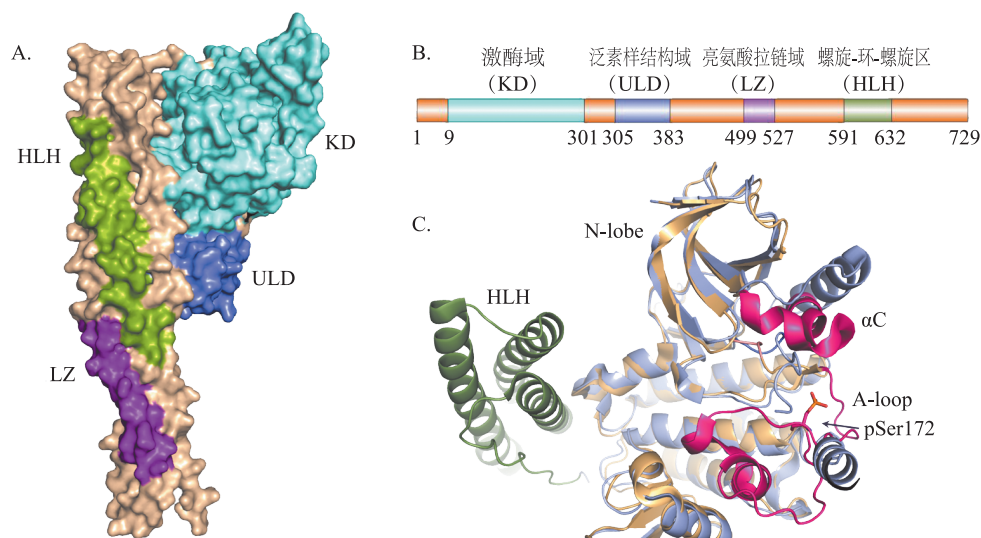 A.
HLH
KD
ULD
LZ
B.
激酶域 泛素样结构域 亮氨酸拉链域 螺旋-环-螺旋区
(KD) (ULD) (LZ) (HLH)
1 9 301 305 383 499 527 591 632 729
C.
N-lobe
HLH
αC
A-loop
pSer172